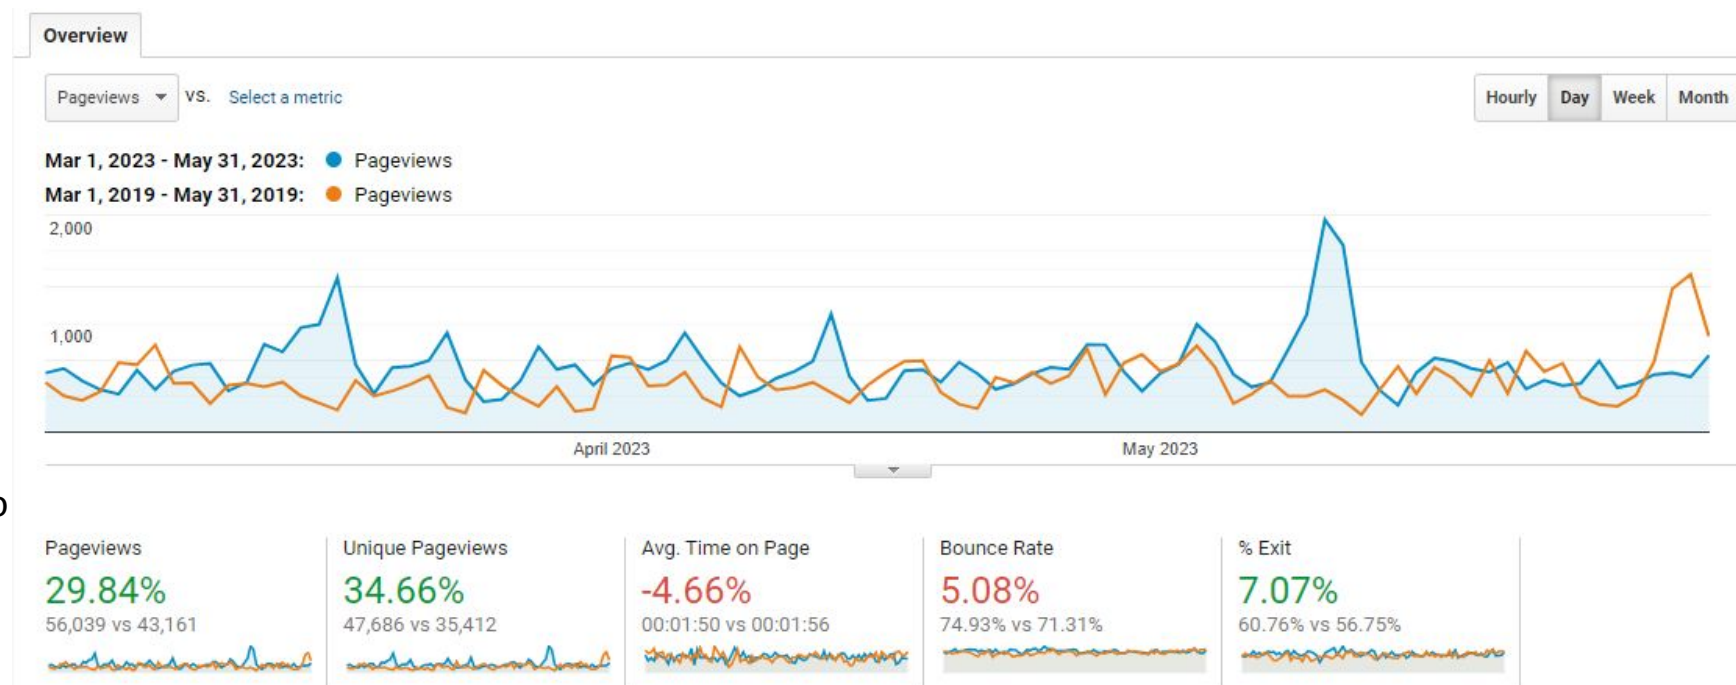 Overview
Pageviews VS. Select a metric Hourly Day Week Month
Mar 1, 2023 - May 31, 2023: Pageviews
Mar 1, 2019 - May 31, 2019: Pageviews
2,000
1,000
April 2023 May 2023
Pageviews Unique Pageviews Avg. Time on Page Bounce Rate % Exit
29.84% 34.66% -4.66% 5.08% 7.07%
56,039 vs 43,161 47,686 vs 35,412 00:01:50 vs 00:01:56 74.93% vs 71.31% 60.76% vs 56.75%